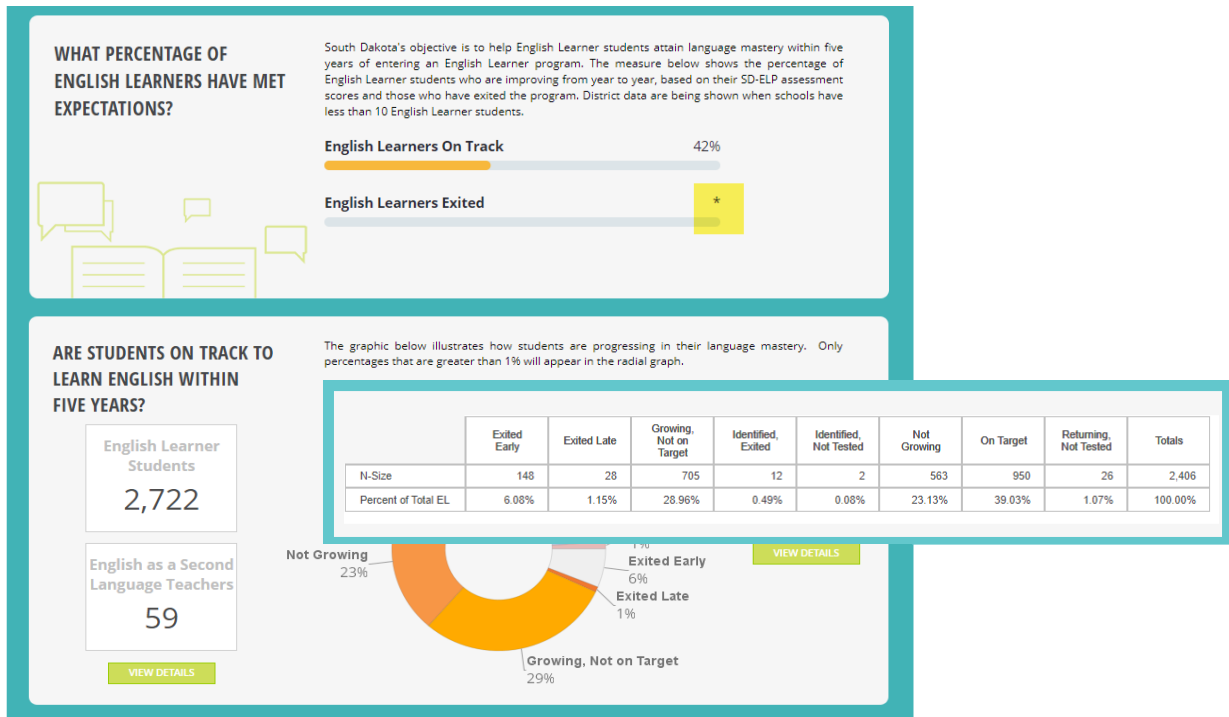 WHAT PERCENTAGE OF
ENGLISH LEARNERS HAVE MET
EXPECTATIONS?
South Dakota's objective is to help English Learner students attain language mastery within five
years of entering an English Learner program. The measure below shows the percentage of
English Learner students who are improving from year to year, based on their SD-ELP assessment
scores and those who have exited the program. District data are being shown when schools have
less than 10 English Learner students.
English Learners On Track 42%
English Learners Exited *
ARE STUDENTS ON TRACK TO
LEARN ENGLISH WITHIN
FIVE YEARS?
The graphic below illustrates how students are progressing in their language mastery. Only
percentages that are greater than 1% will appear in the radial graph.
English Learner
Students
2,722
English as a Second
Language Teachers
59
VIEW DETAILS
Exited
Early
Exited Late
Growing,
Not on
Target
Identified,
Exited
Identified,
Not Tested
Not
Growing
On Target
Returning,
Not Tested
Totals
N-Size 148 28 705 12 2 563 950 26 2,406
Percent of Total EL 6.08% 1.15% 28.96% 0.49% 0.08% 23.13% 39.03% 1.07% 100.00%
Not Growing
23%
1%
Exited Early
6%
Exited Late
1%
Growing, Not on Target
29%
VIEW DETAILS